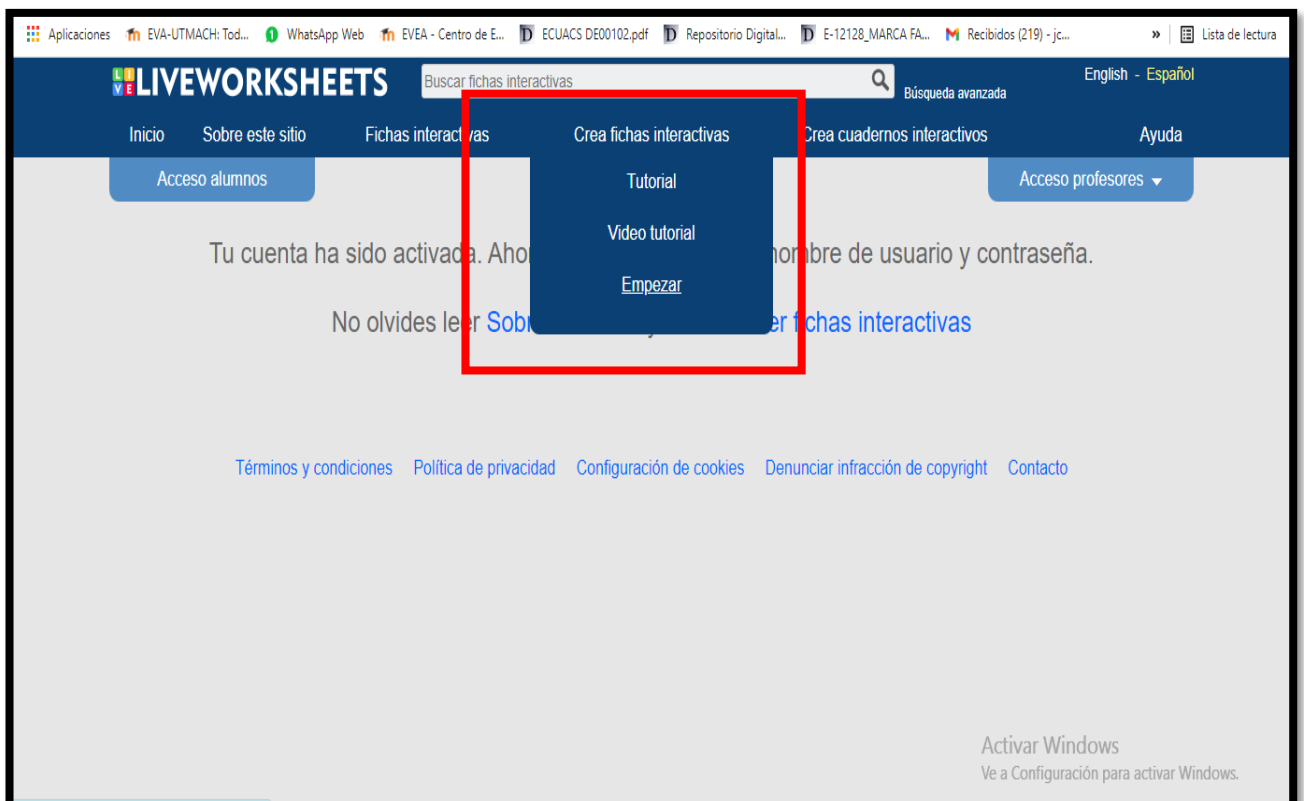 Aplicaciones EVA-UTMACH: Tod... WhatsApp Web EVEA - Centro de E... ECUACS DE00102.pdf Repositorio Digital... E-12128_MARCA FA... Recibidos (219) - jc... » Lista de lectura
LIVE LIVEWORKSHEETS Buscar fichas interactivas Búsqueda avanzada English - Español
Inicio Sobre este sitio Fichas interactivas Crea fichas interactivas Crea cuadernos interactivos Ayuda
Acceso alumnos Tutorial Acceso profesores
Video tutorial
Tu cuenta ha sido activada. Aho nombre de usuario y contraseña.
Empezar
No olvides leer Sobr er fichas interactivas
Términos y condiciones Política de privacidad Configuración de cookies Denunciar infracción de copyright Contacto
Activar Windows
Ve a Configuración para activar Windows.